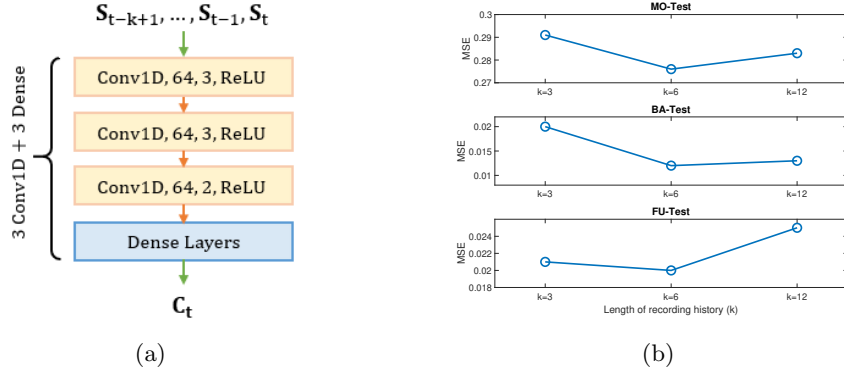 S_{t-k+1}, ... , S_{t-1}, S_t
3 Conv1D + 3 Dense
Conv1D, 64, 3, ReLU
Conv1D, 64, 3, ReLU
Conv1D, 64, 2, ReLU
Dense Layers
C_t
(a)
MO-Test
MSE
0.3
0.29
0.28
0.27
k=3
k=6
k=12
BA-Test
MSE
0.02
0.015
0.01
k=3
k=6
k=12
FU-Test
MSE
0.024
0.022
0.02
0.018
k=3
k=6
k=12
Length of recording history (k)
(b)